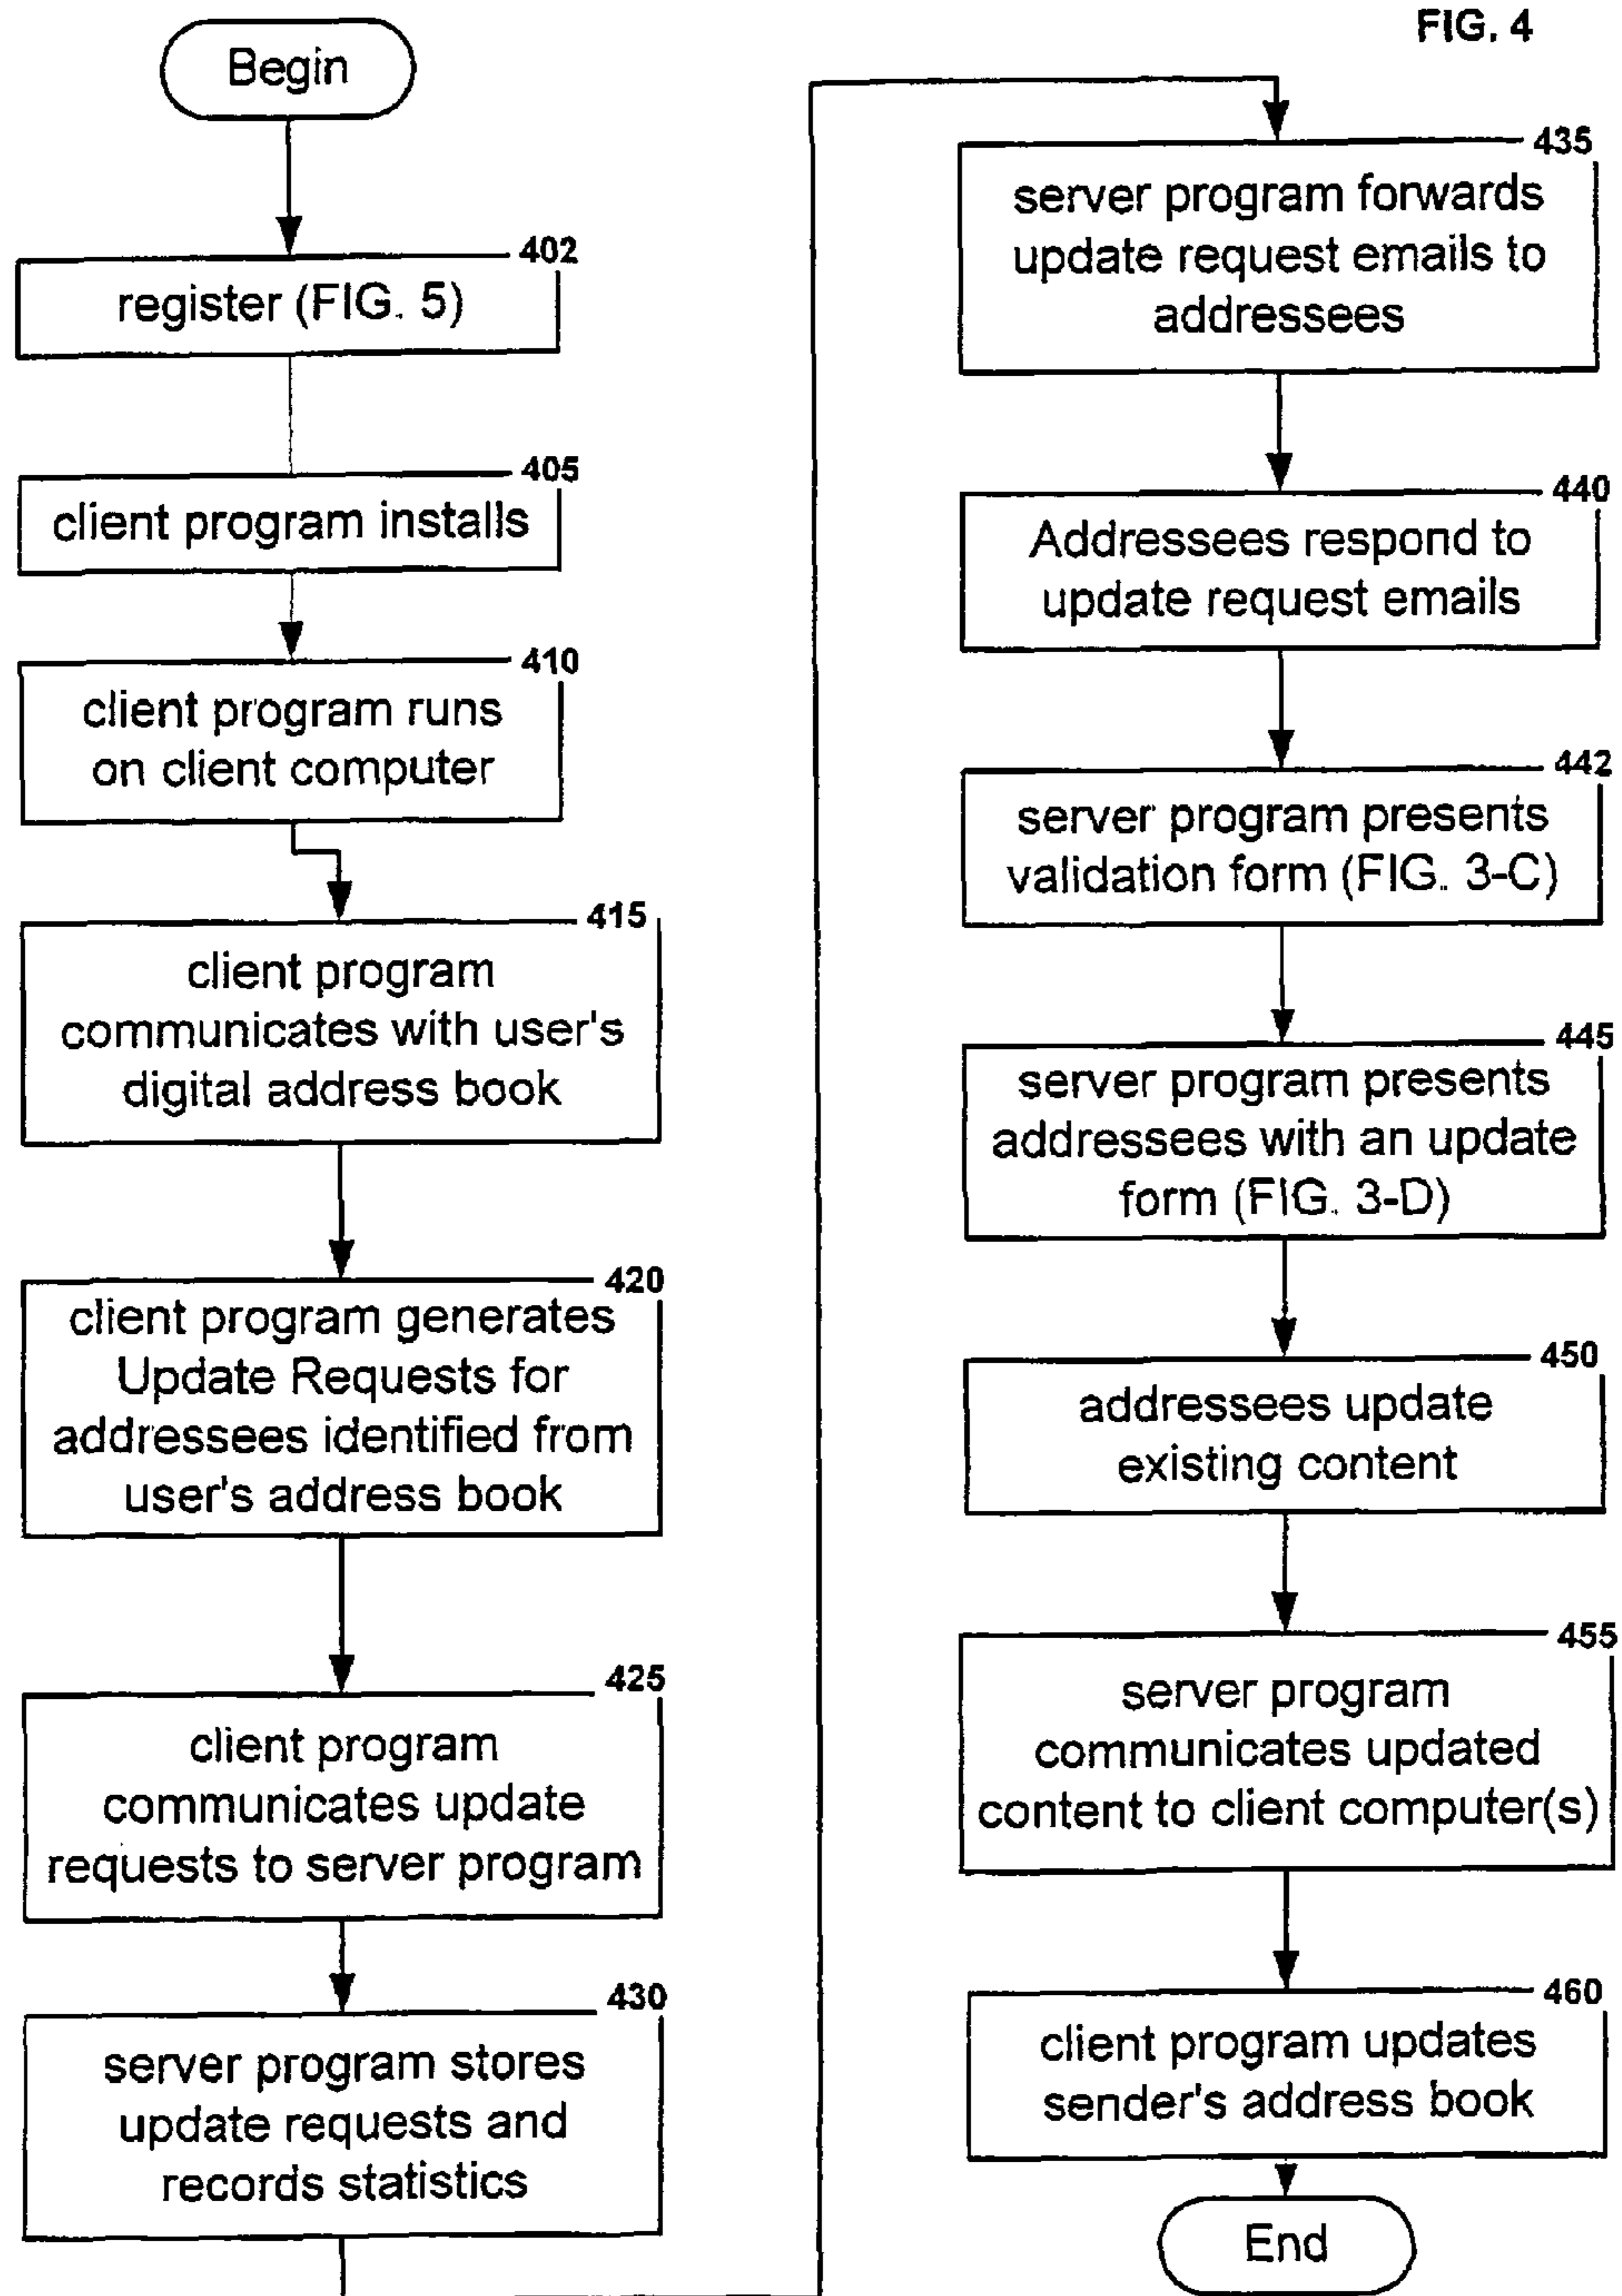 FIG. 4
Begin
402
register (FIG. 5)
405
client program installs
410
client program runs
on client computer
415
client program
communicates with user's
digital address book
420
client program generates
Update Requests for
addressees identified from
user's address book
425
client program
communicates update
requests to server program
430
server program stores
update requests and
records statistics
435
server program forwards
update request emails to
addressees
440
Addressees respond to
update request emails
442
server program presents
validation form (FIG. 3-C)
445
server program presents
addressees with an update
form (FIG. 3-D)
450
addressees update
existing content
455
server program
communicates updated
content to client computer(s)
460
client program updates
sender's address book
End